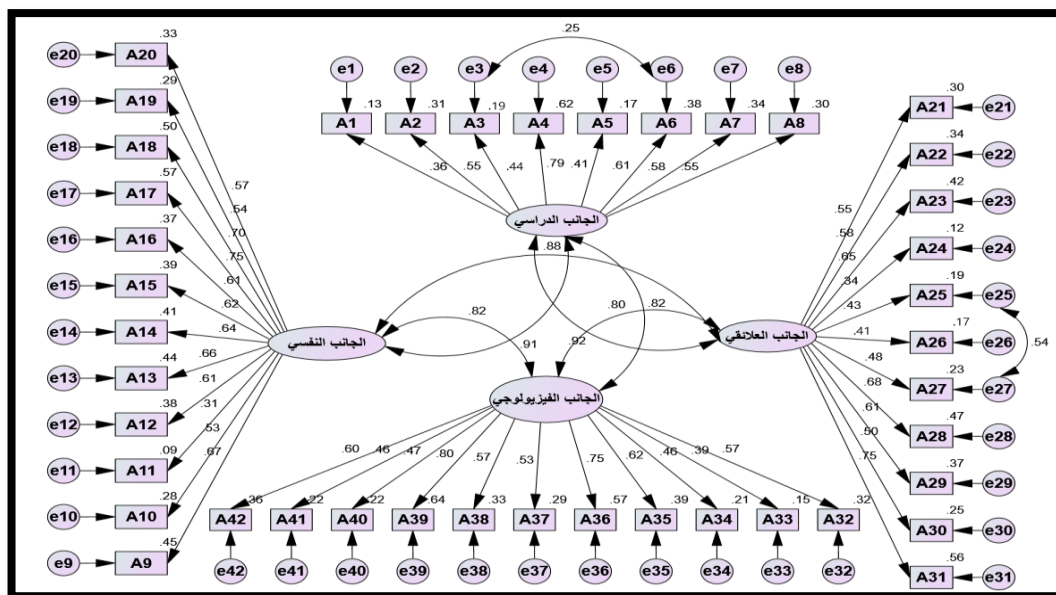 .25
e1 e2 e3 e4 e5 e6 e7 e8
.13 .31 .19 .62 .17 .38 .34 .30
A1 A2 A3 A4 A5 A6 A7 A8
.36 .55 .44 .79 .41 .61 .58 .55
الجانب الدراسي
e20 A20 .33
e19 A19 .29
e18 A18 .50
e17 A17 .57
e16 A16 .37
e15 A15 .39
e14 A14 .41
e13 A13 .44
e12 A12 .38
e11 A11 .09
e10 A10 .28
e9 A9 .45
.57
.54
.70
.75
.61
.62
.64
.66
.61
.31
.53
.67
الجانب النفسي
.88
.82
.91
.80
.82
.92
الجانب العلائقي
.55
.58
.65
.34
.43
.41
.48
.68
.61
.50
.75
.30 A21 e21
.34 A22 e22
.42 A23 e23
.12 A24 e24
.19 A25 e25
.17 A26 e26
.23 A27 e27
.47 A28 e28
.37 A29 e29
.25 A30 e30
.56 A31 e31
.54
الجانب الفيزيولوجي
.60 .46 .47 .80 .57 .53 .75 .62 .46 .39 .57
.36 .22 .22 .64 .33 .29 .57 .39 .21 .15 .32
A42 A41 A40 A39 A38 A37 A36 A35 A34 A33 A32
e42 e41 e40 e39 e38 e37 e36 e35 e34 e33 e32